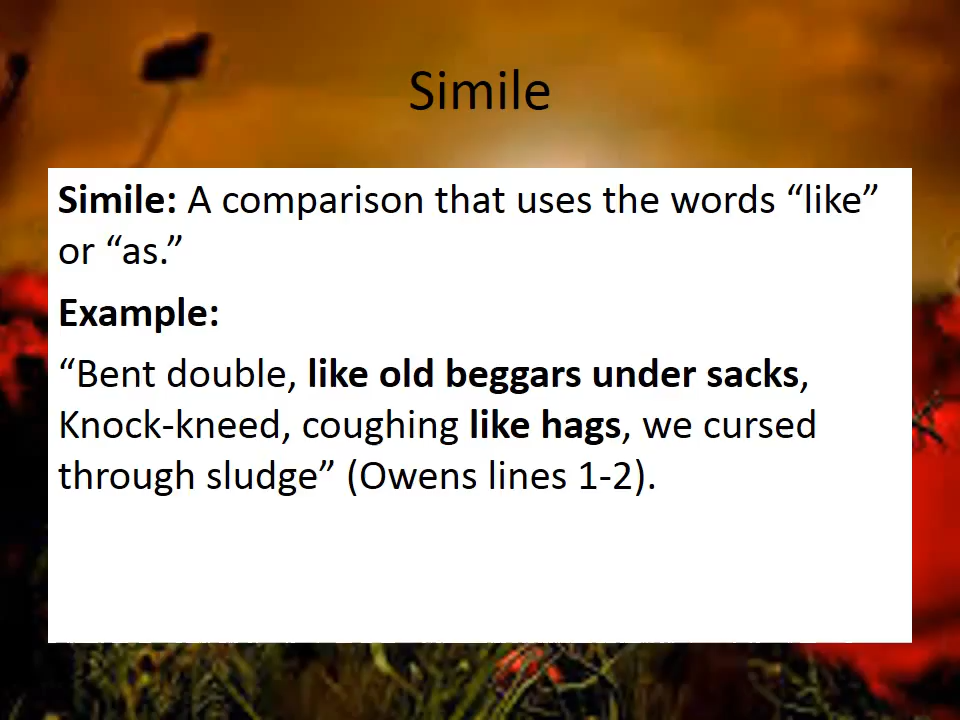 Simile
Simile: A comparison that uses the words “like”
or “as.”
Example:
“Bent double, like old beggars under sacks,
Knock-kneed, coughing like hags, we cursed
through sludge” (Owens lines 1-2).